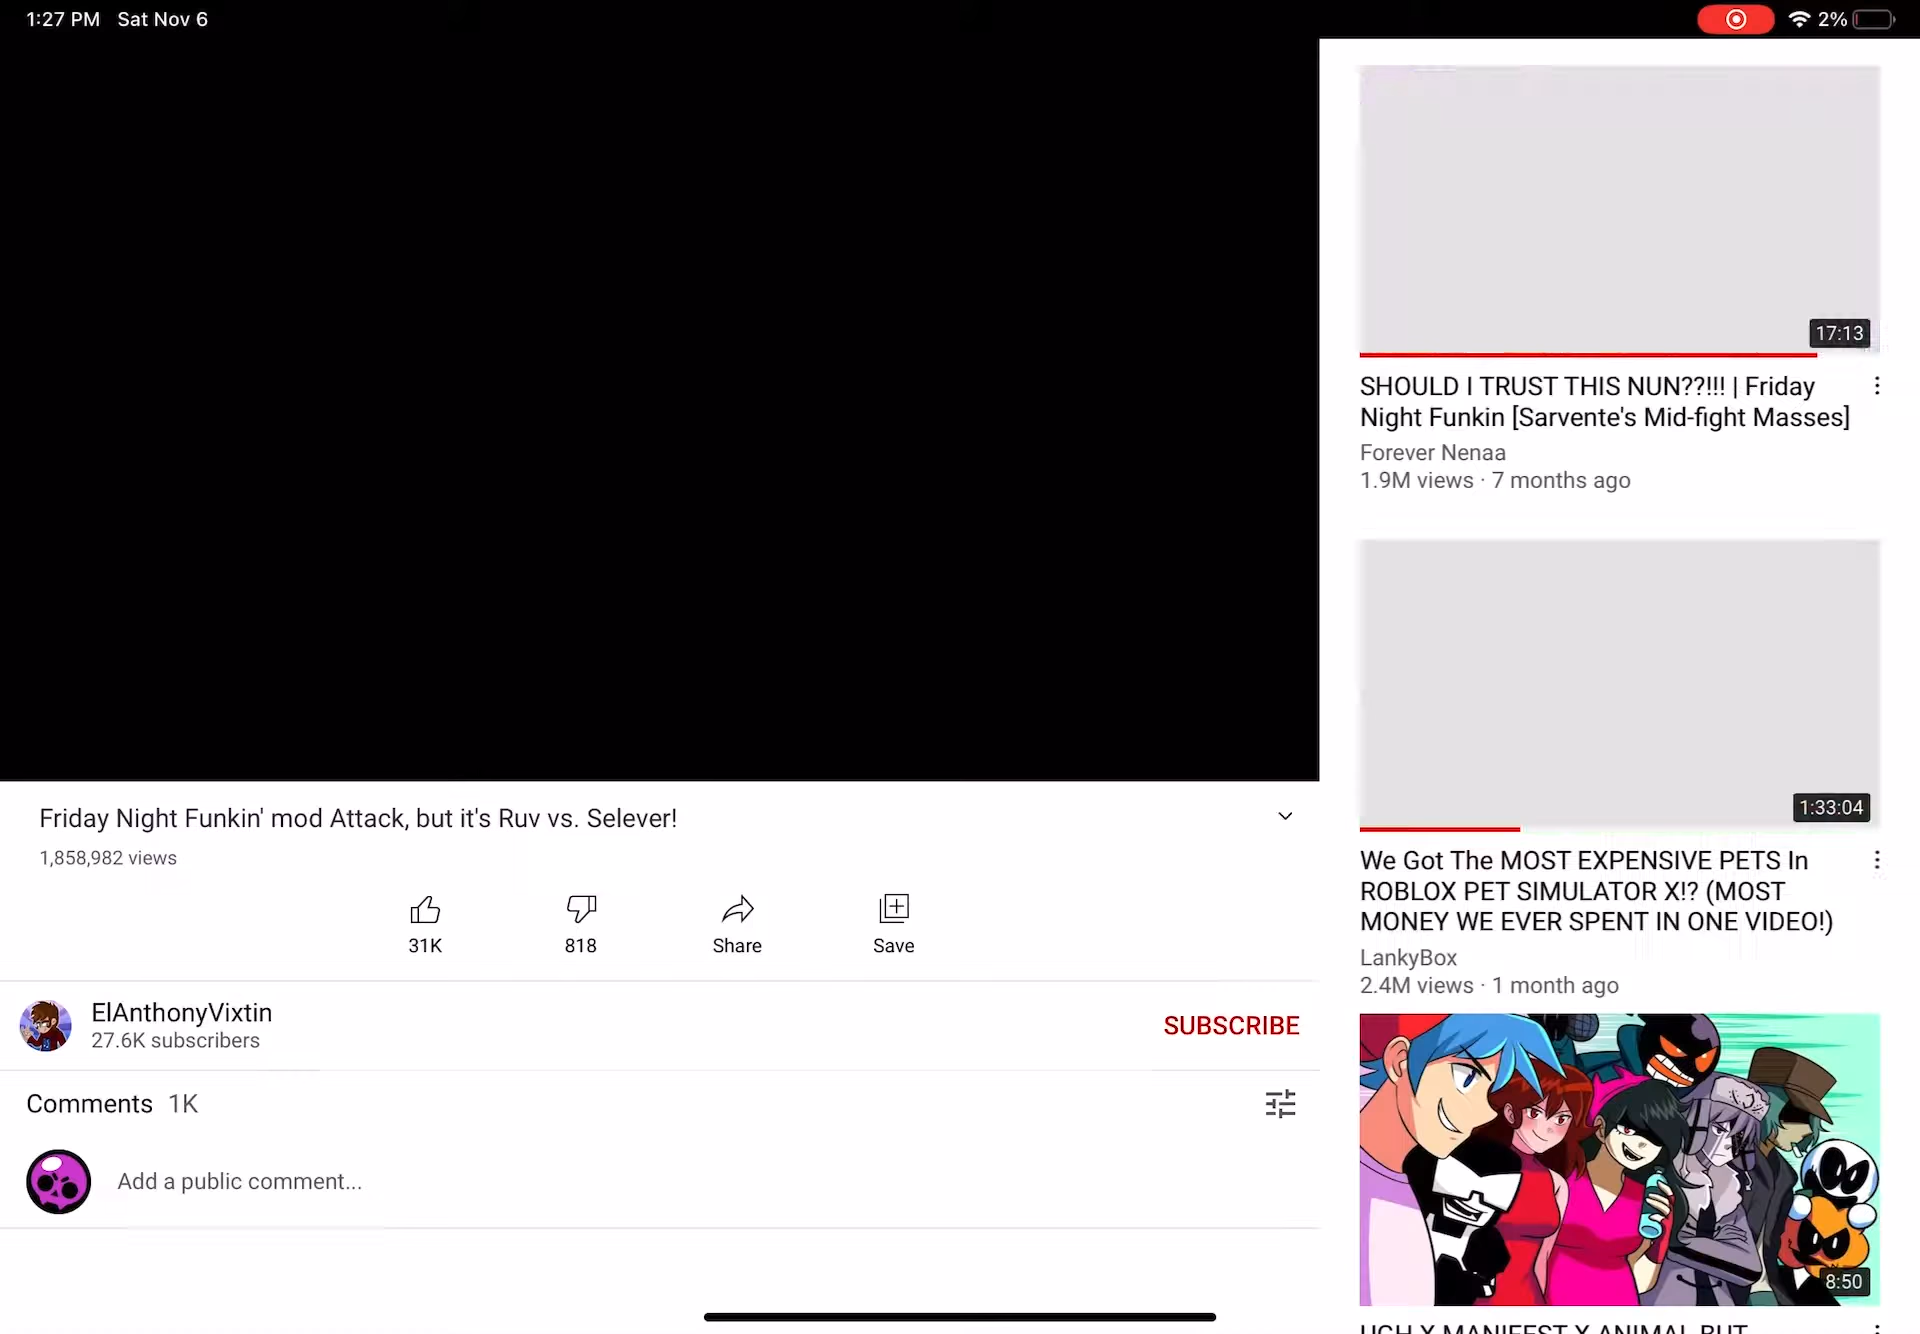 1:27 PM Sat Nov 6
2%
Friday Night Funkin' mod Attack, but it's Ruv vs. Selever!
1,858,982 views
31K
818
Share
Save
ElAnthonyVixtin
27.6K subscribers
SUBSCRIBE
Comments 1K
Add a public comment...
17:13
SHOULD I TRUST THIS NUN??!!! | Friday
Night Funkin [Sarvente's Mid-fight Masses]
Forever Nenaa
1.9M views · 7 months ago
1:33:04
We Got The MOST EXPENSIVE PETS In
ROBLOX PET SIMULATOR X!? (MOST
MONEY WE EVER SPENT IN ONE VIDEO!)
LankyBox
2.4M views · 1 month ago
8:50
UGH X MANIFEST X ANIMAL BUT